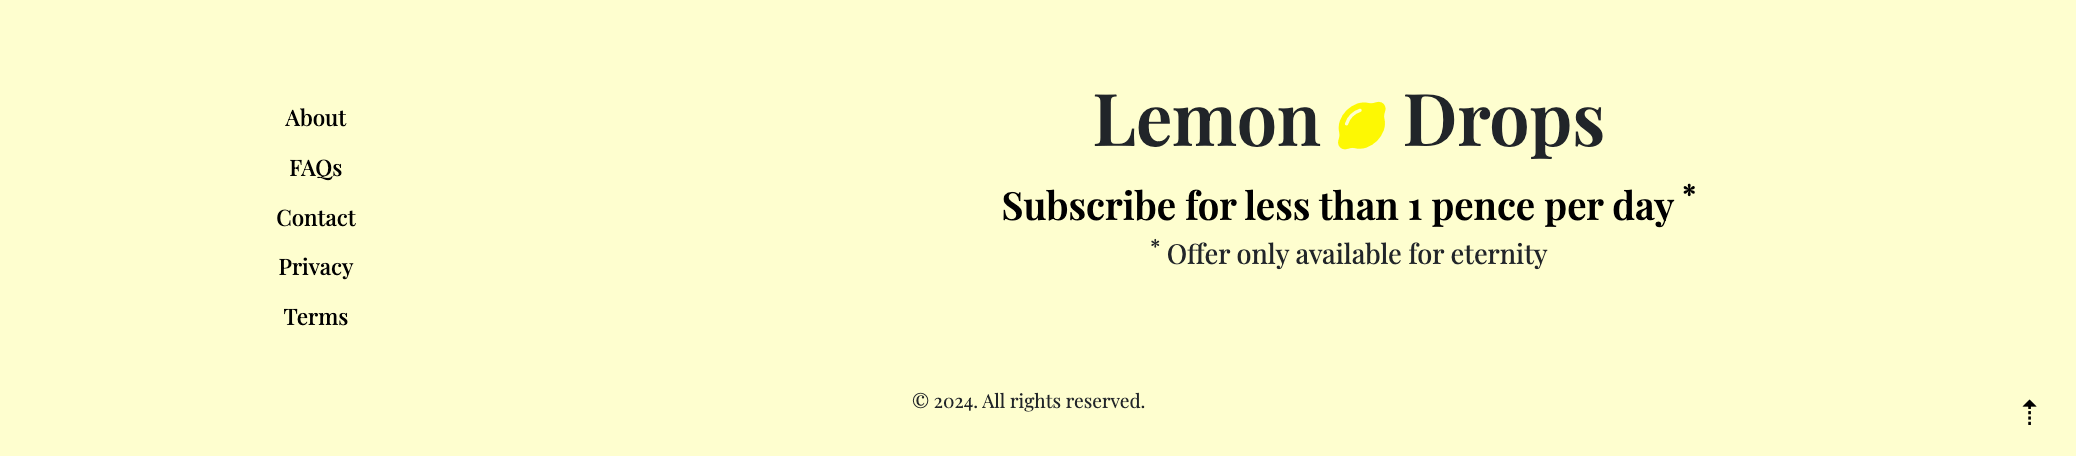 About
FAQs
Contact
Privacy
Terms
Lemon Drops
Subscribe for less than 1 pence per day *
* Offer only available for eternity
© 2024. All rights reserved.